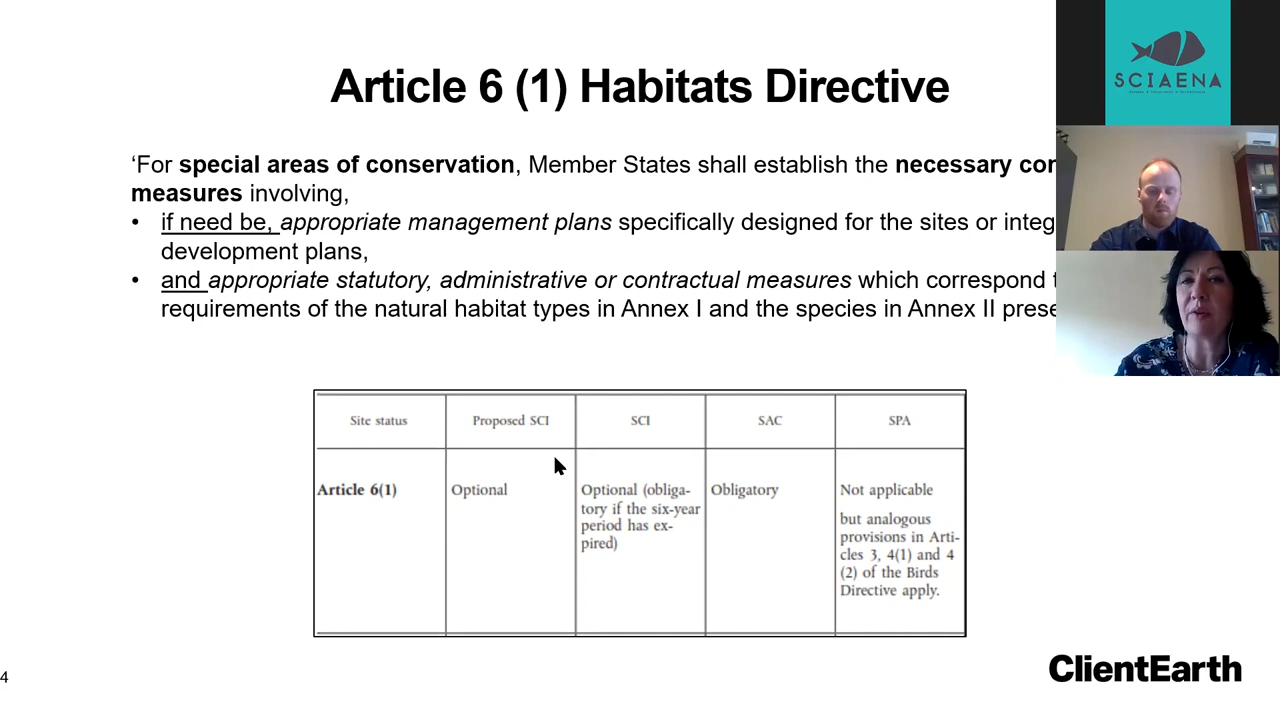 Article 6 (1) Habitats Directive
SCIAENA
‘For special areas of conservation, Member States shall establish the necessary con
measures involving,
• if need be, appropriate management plans specifically designed for the sites or integ
development plans,
• and appropriate statutory, administrative or contractual measures which correspond
requirements of the natural habitat types in Annex I and the species in Annex II prese
Site status Proposed SCI SCI SAC SPA
Article 6(1) Optional Optional (obliga- Obligatory Not applicable
tory if the six-year
period has ex-
pired)
but analogous
provisions in Arti-
cles 3, 4(1) and 4
(2) of the Birds
Directive apply.
ClientEarth
4